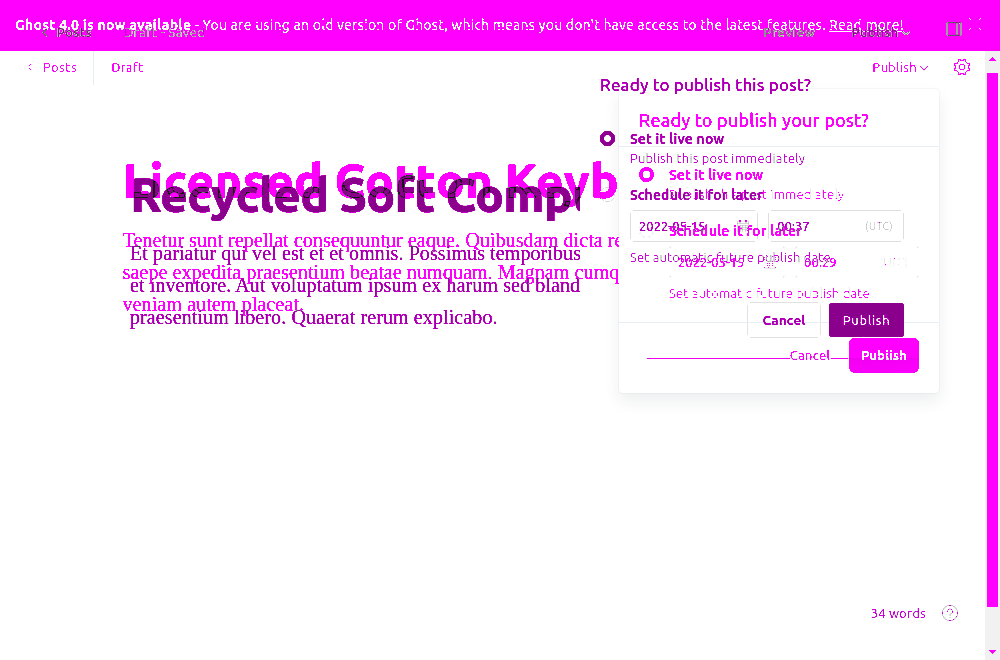 Ghost 4.0 is now available - You are using an old version of Ghost, which means you don't have access to the latest features. Read more!
Posts Draft - Saved Preview Publish
Posts Draft Publish
Ready to publish this post?
Ready to publish your post?
Set it live now
Publish this post immediately
Set it live now
Publish this post immediately
Schedule it for later
2022-05-15 00:37 (UTC)
Schedule it for later
Set automatic future publish date
2022-05-15 00:29
Set automatic future publish date
Cancel Publish
Cancel Publish
Licensed Cotton Keyb
Recycled Soft Comp
Tenetur sunt repellat consequuntur eaque. Quibusdam dicta re
Et pariatur qui vel est et et omnis. Possimus temporibus
saepe expedita praesentium beatae numquam. Magnam cumq
et inventore. Aut voluptatum ipsum ex harum sed bland
veniam autem placeat.
praesentium libero. Quaerat rerum explicabo.
34 words